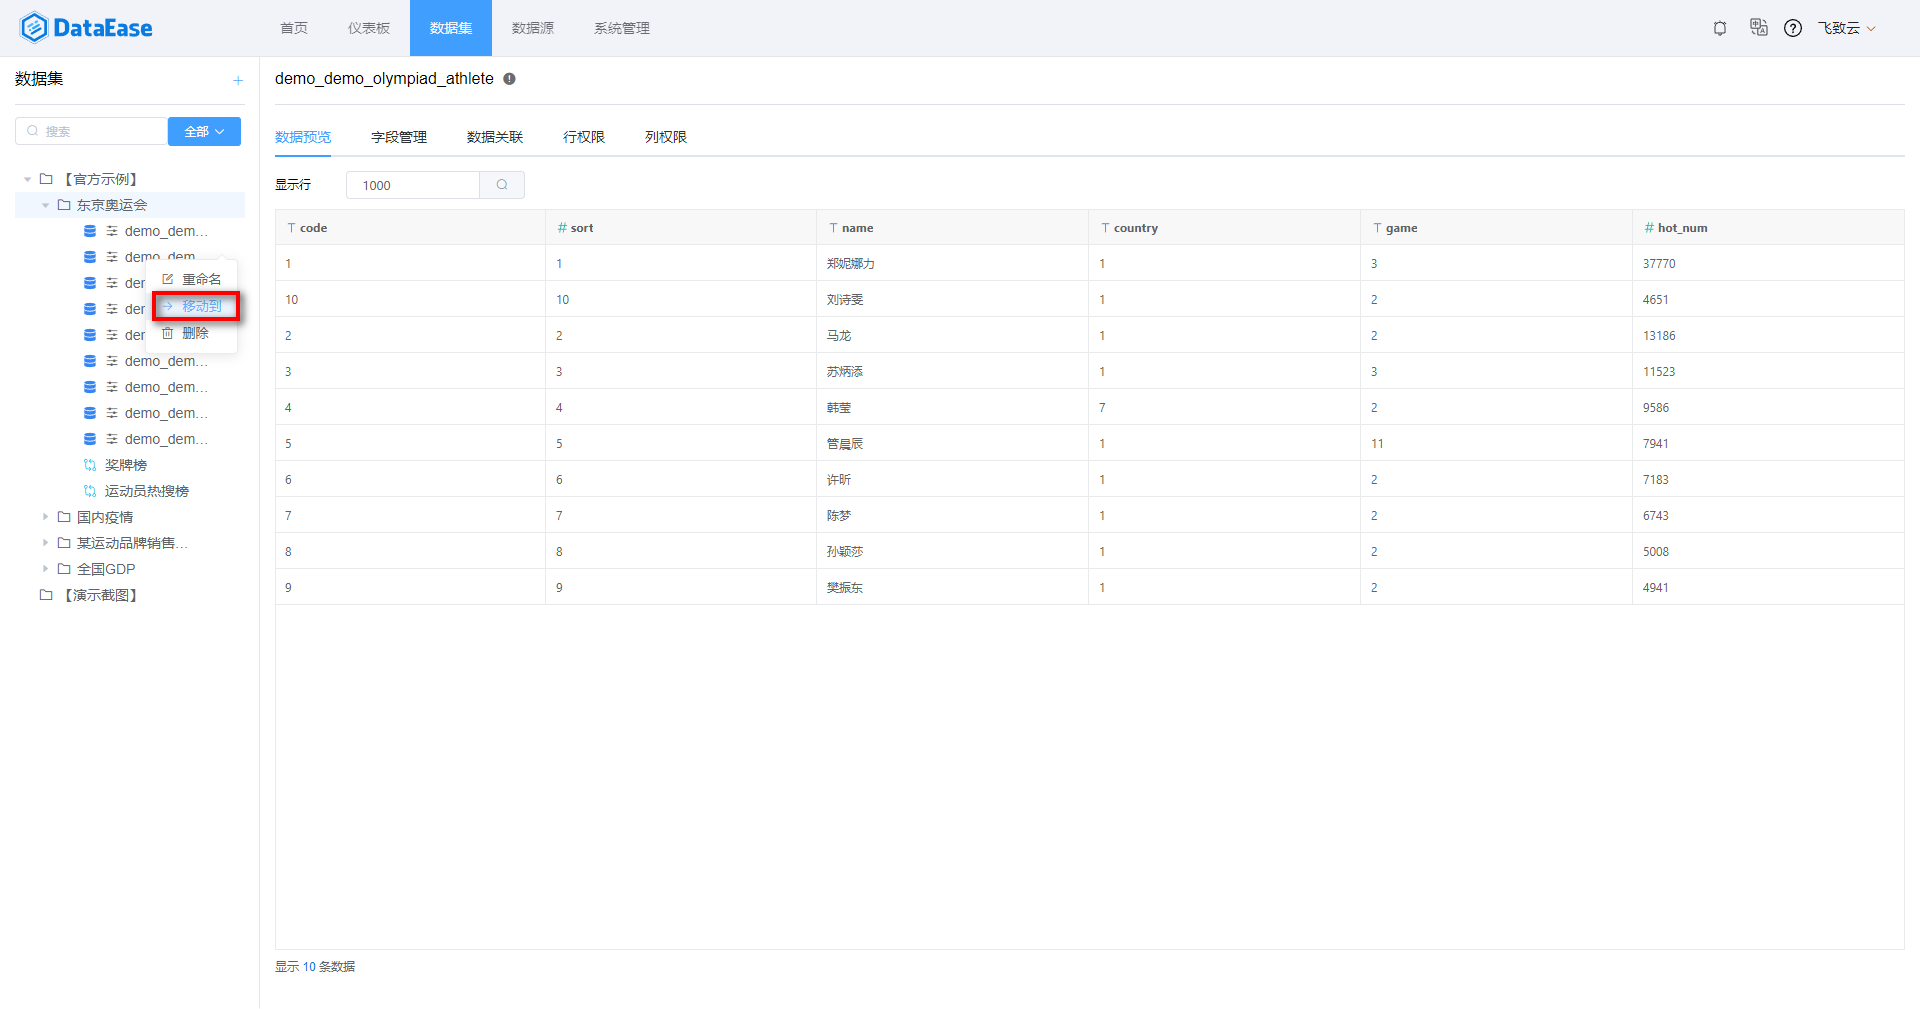 DataEase 首页 仪表板 数据集 数据源 系统管理 飞致云
数据集
搜索 全部
【官方示例】
东京奥运会
demo_dem...
demo_dem
重命名
移动到
删除
demo_dem...
demo_dem...
demo_dem...
demo_dem...
奖牌榜
运动员热搜榜
国内疫情
某运动品牌销售...
全国GDP
【演示截图】
demo_demo_olympiad_athlete
数据预览 字段管理 数据关联 行权限 列权限
显示行 1000
code sort name country game hot_num
1 1 郑妮娜力 1 3 37770
10 10 刘诗雯 1 2 4651
2 2 马龙 1 2 13186
3 3 苏炳添 1 3 11523
4 4 韩莹 7 2 9586
5 5 管晨辰 1 11 7941
6 6 许昕 1 2 7183
7 7 陈梦 1 2 6743
8 8 孙颖莎 1 2 5008
9 9 樊振东 1 2 4941
显示 10 条数据